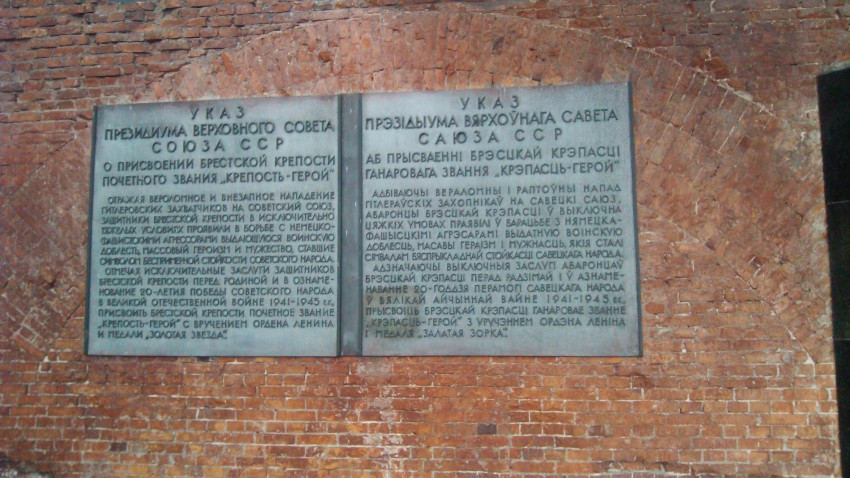 УКАЗ
ПРЕЗИДИУМА ВЕРХОВНОГО СОВЕТА
СОЮЗА ССР
О ПРИСВОЕНИИ БРЕСТСКОЙ КРЕПОСТИ
ПОЧЕТНОГО ЗВАНИЯ „КРЕПОСТЬ-ГЕРОЙ"
ОТРАЖАЯ ВЕРОЛОМНОЕ И ВНЕЗАПНОЕ НАПАДЕНИЕ
ГИТЛЕРОВСКИХ ЗАХВАТЧИКОВ НА СОВЕТСКИЙ СОЮЗ,
ЗАЩИТНИКИ БРЕСТСКОЙ КРЕПОСТИ В ИСКЛЮЧИТЕЛЬНО
ТЯЖЕЛЫХ УСЛОВИЯХ ПРОЯВИЛИ В БОРЬБЕ С НЕМЕЦКО-
ФАШИСТСКИМИ АГРЕССОРАМИ ВЫДАЮЩУЮСЯ ВОИНСКУЮ
ДОБЛЕСТЬ, МАССОВЫЙ ГЕРОИЗМ И МУЖЕСТВО, СТАВШИЕ
СИМВОЛОМ БЕСПРИМЕРНОЙ СТОЙКОСТИ СОВЕТСКОГО НАРОДА.
ОТМЕЧАЯ ИСКЛЮЧИТЕЛЬНЫЕ ЗАСЛУГИ ЗАЩИТНИКОВ
БРЕСТСКОЙ КРЕПОСТИ ПЕРЕД РОДИНОЙ И В ОЗНАМЕНО-
ВАНИЕ 20-ЛЕТИЯ ПОБЕДЫ СОВЕТСКОГО НАРОДА
В ВЕЛИКОЙ ОТЕЧЕСТВЕННОЙ ВОЙНЕ 1941-1945 гг.,
ПРИСВОИТЬ БРЕСТСКОЙ КРЕПОСТИ ПОЧЕТНОЕ ЗВАНИЕ
„КРЕПОСТЬ-ГЕРОЙ" С ВРУЧЕНИЕМ ОРДЕНА ЛЕНИНА
И МЕДАЛИ „ЗОЛОТАЯ ЗВЕЗДА".
УКАЗ
ПРЭЗІДЫУМА ВЯРХОЎНАГА САВЕТА
САЮЗА ССР
АБ ПРЫСВАЕННІ БРЭСЦКАЙ КРЭПАСЦІ
ГАНАРОВАГА ЗВАННЯ „КРЭПАСЦЬ-ГЕРОЙ"
АДБІВАЮЧЫ ВЕРАЛОМНЫ І РАПТОЎНЫ НАПАД
ГІТЛЕРАЎСКІХ ЗАХОПНІКАЎ НА САВЕЦКІ САЮЗ,
АБАРОНЦЫ БРЭСЦКАЙ КРЭПАСЦІ Ў ВЫКЛЮЧНА
ЦЯЖКІХ УМОВАХ ПРАЯВІЛІ Ў БАРАЦЬБЕ З НЯМЕЦКА-
ФАШЫСЦКІМІ АГРЭСАРАМІ ВЫДАТНУЮ ВОИНСКУЮ
ДОБЛЕСЦЬ, МАСАВЫ ГЕРАІЗМ І МУЖНАСЦЬ, ЯКІЯ СТАЛІ
СІМВАЛАМ БЯСПРЫКЛАДНАЙ СТОЙКАСЦІ САВЕЦКАГА НАРОДА.
АДЗНАЧАЮЧЫ ВЫКЛЮЧНЫЯ ЗАСЛУГІ АБАРОНЦАЎ
БРЭСЦКАЙ КРЭПАСЦІ ПЕРАД РАДЗІМАЙ І Ў АЗНАМЕ-
НАВАННЕ 20-ГОДДЗЯ ПЕРАМОГІ САВЕЦКАГА НАРОДА
Ў ВЯЛІКАЙ АЙЧЫННАЙ ВАЙНЕ 1941-1945 гг.,
ПРЫСВОІЦЬ БРЭСЦКАЙ КРЭПАСЦІ ГАНАРОВАЕ ЗВАННЕ
„КРЭПАСЦЬ-ГЕРОЙ" З УРУЧЭННЕМ ОРДЭНА ЛЕНІНА
І МЕДАЛЯ „ЗАЛАТАЯ ЗОРКА".